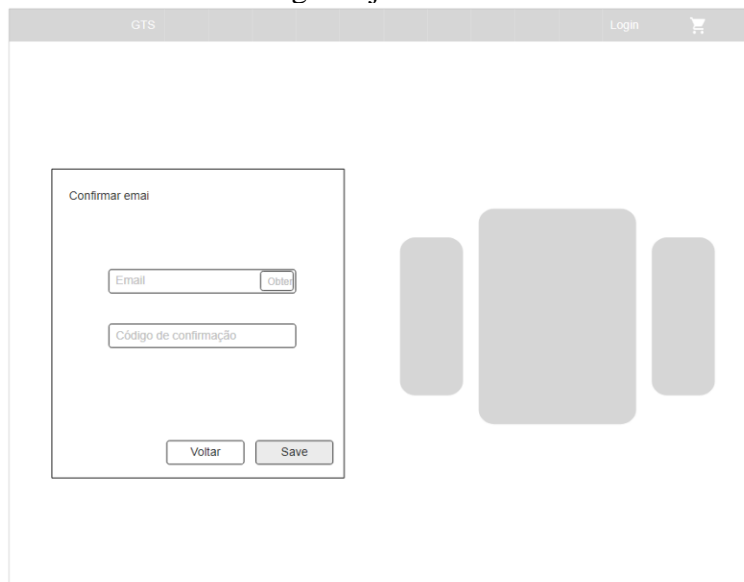 GTS Login
Confirmar emai
Email Obter
Código de confirmação
Voltar Save